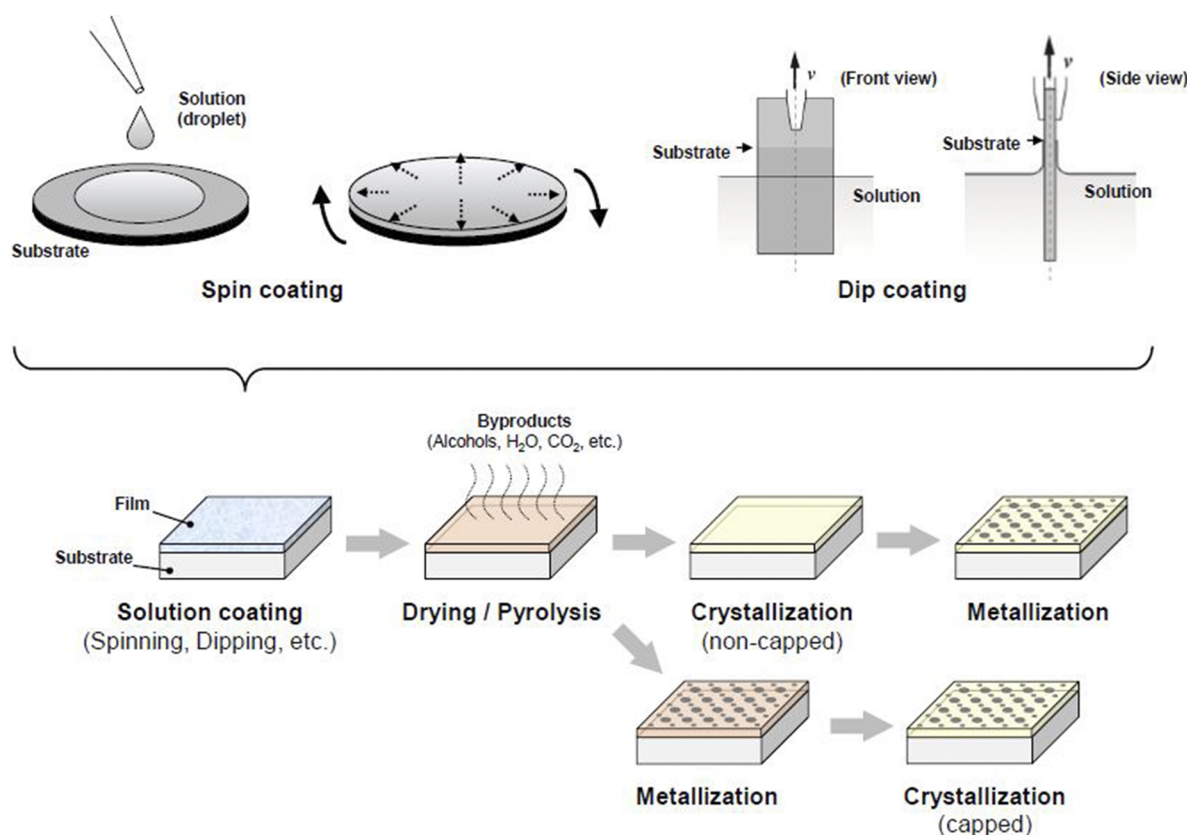 Solution
(droplet)
Substrate
Spin coating
v
(Front view)
Substrate
Solution
v
(Side view)
Substrate
Solution
Dip coating
Byproducts
(Alcohols, H₂O, CO₂, etc.)
Film
Substrate
Solution coating
(Spinning, Dipping, etc.)
Drying / Pyrolysis
Crystallization
(non-capped)
Metallization
Metallization
Crystallization
(capped)